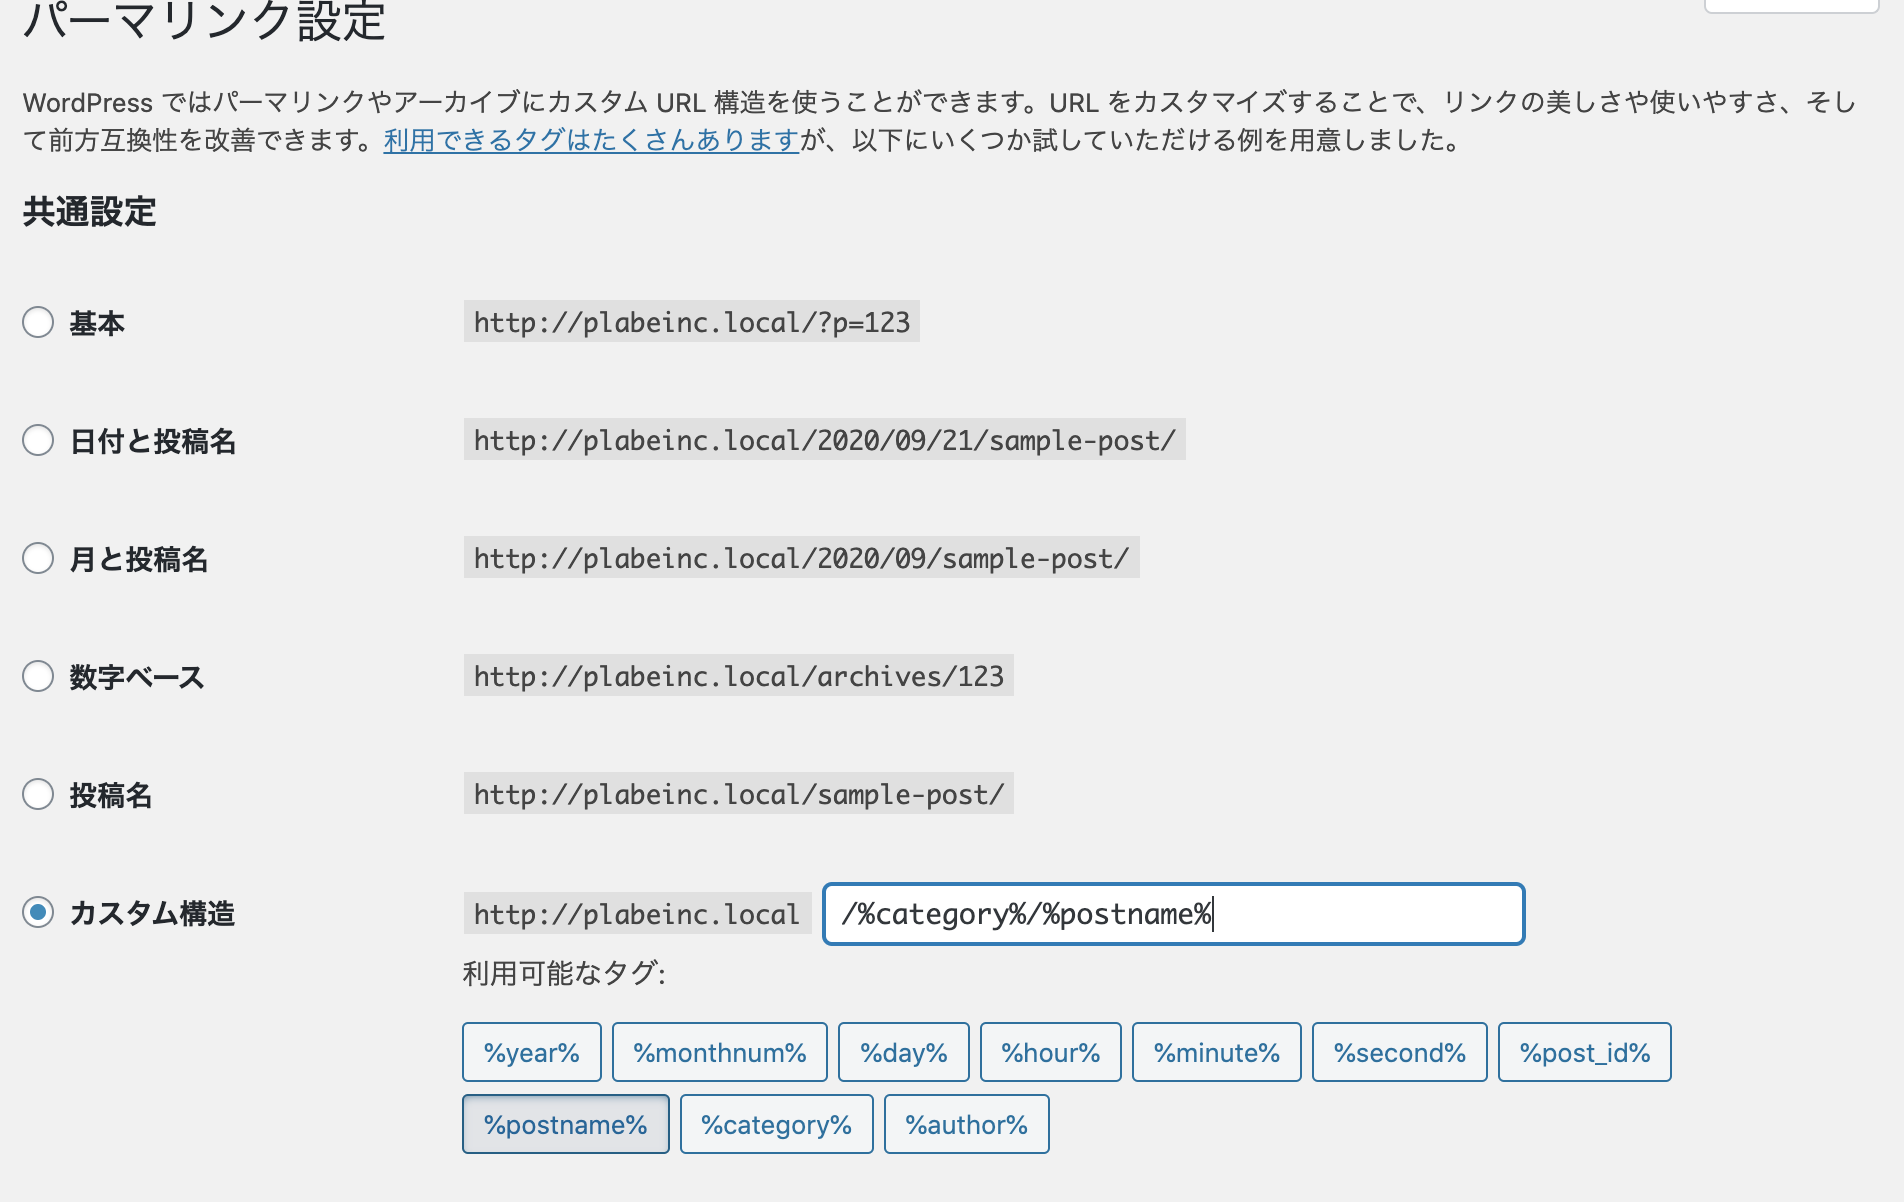 パーマリンク設定
WordPress ではパーマリンクやアーカイブにカスタム URL 構造を使うことができます。URL をカスタマイズすることで、リンクの美しさや使いやすさ、そし
て前方互換性を改善できます。利用できるタグはたくさんありますが、以下にいくつか試していただける例を用意しました。
共通設定
基本 http://plabeinc.local/?p=123
日付と投稿名 http://plabeinc.local/2020/09/21/sample-post/
月と投稿名 http://plabeinc.local/2020/09/sample-post/
数字ベース http://plabeinc.local/archives/123
投稿名 http://plabeinc.local/sample-post/
カスタム構造 http://plabeinc.local /%category%/%postname%
利用可能なタグ:
%year% %monthnum% %day% %hour% %minute% %second% %post_id%
%postname% %category% %author%